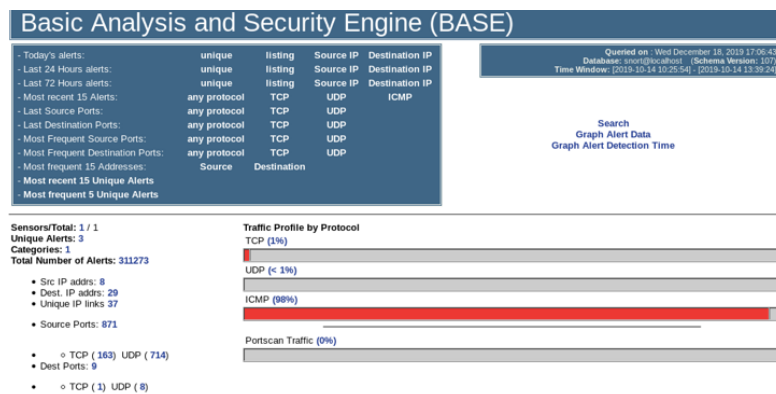 Basic Analysis and Security Engine (BASE)
- Today's alerts: unique listing Source IP Destination IP
- Last 24 Hours alerts: unique listing Source IP Destination IP
- Last 72 Hours alerts: unique listing Source IP Destination IP
- Most recent 15 Alerts: any protocol TCP UDP ICMP
- Last Source Ports: any protocol TCP UDP
- Last Destination Ports: any protocol TCP UDP
- Most Frequent Source Ports: any protocol TCP UDP
- Most Frequent Destination Ports: any protocol TCP UDP
- Most frequent 15 Addresses: Source Destination
- Most recent 15 Unique Alerts
- Most frequent 5 Unique Alerts
Queried on : Wed December 18, 2019 17:06:43
Database: snort@localhost (Schema Version: 107)
Time Window: [2019-10-14 10:25:54] - [2019-10-14 13:39:24]
Search
Graph Alert Data
Graph Alert Detection Time
Sensors/Total: 1 / 1
Unique Alerts: 3
Categories: 1
Total Number of Alerts: 311273
• Src IP addrs: 8
• Dest. IP addrs: 29
• Unique IP links 37
• Source Ports: 871
• ○ TCP ( 163) UDP ( 714)
• Dest Ports: 9
• ○ TCP ( 1) UDP ( 8)
Traffic Profile by Protocol
TCP (1%)
UDP (< 1%)
ICMP (98%)
Portscan Traffic (0%)